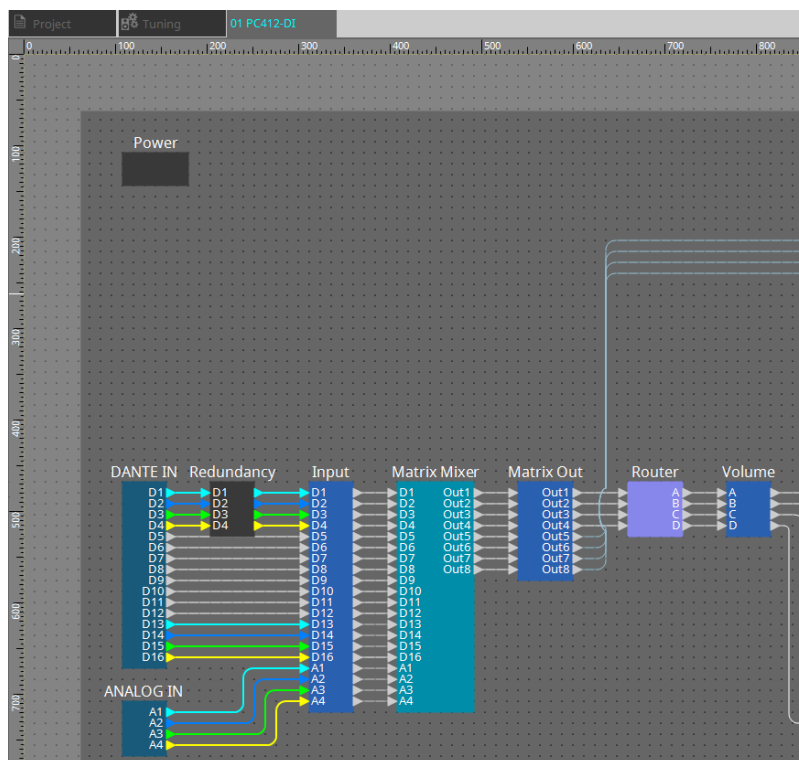 Project
Tuning
01 PC412-DI
0 100 200 300 400 500 600 700 800
0
100
200
300
400
500
600
700
Power
DANTE IN
D1
D2
D3
D4
D5
D6
D7
D8
D9
D10
D11
D12
D13
D14
D15
D16
ANALOG IN
A1
A2
A3
A4
Redundancy
D1
D2
D3
D4
Input
D1
D2
D3
D4
D5
D6
D7
D8
D9
D10
D11
D12
D13
D14
D15
D16
A1
A2
A3
A4
Matrix Mixer
D1 Out1
D2 Out2
D3 Out3
D4 Out4
D5 Out5
D6 Out6
D7 Out7
D8 Out8
D9
D10
D11
D12
D13
D14
D15
D16
A1
A2
A3
A4
Matrix Out
Out1
Out2
Out3
Out4
Out5
Out6
Out7
Out8
Router
A
B
C
D
Volume
A
B
C
D